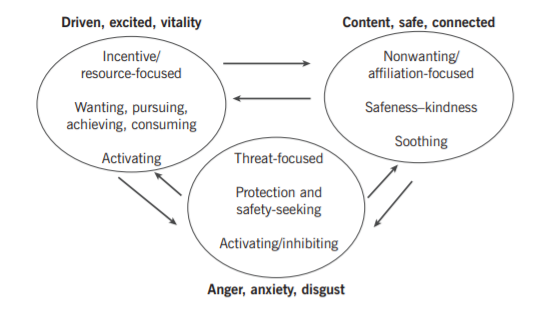 Driven, excited, vitality
Incentive/
resource-focused
Wanting, pursuing,
achieving, consuming
Activating
Content, safe, connected
Nonwanting/
affiliation-focused
Safeness–kindness
Soothing
Threat-focused
Protection and
safety-seeking
Activating/inhibiting
Anger, anxiety, disgust